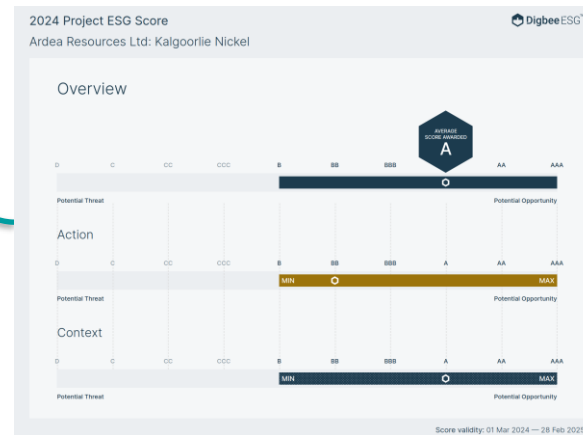 2024 Project ESG Score
DigbeeESG™
Ardea Resources Ltd: Kalgoorlie Nickel
Overview
AVERAGE
SCORE AWARDED
A
D C CC CCC B BB BBB AA AAA
Potential Threat Potential Opportunity
Action
D C CC CCC B BB BBB A AA AAA
MIN MAX
Potential Threat Potential Opportunity
Context
D C CC CCC B BB BBB A AA AAA
MIN MAX
Potential Threat Potential Opportunity
Score validity: 01 Mar 2024 — 28 Feb 2025